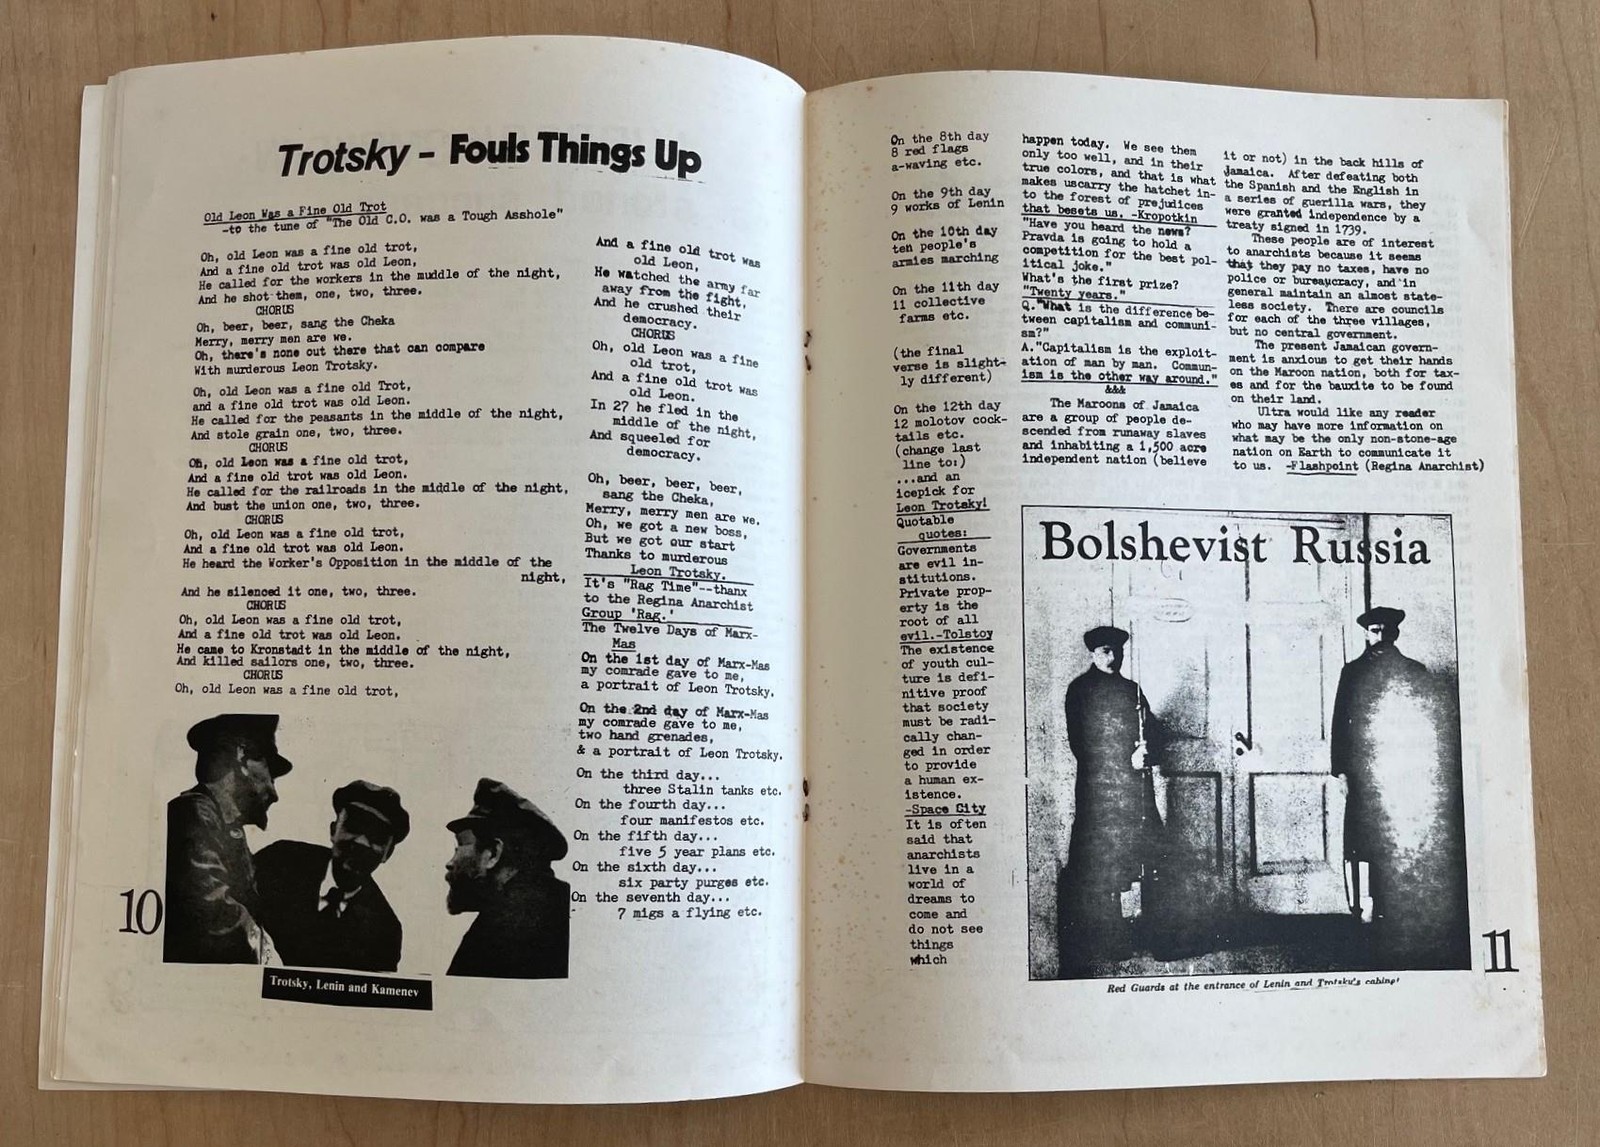 Trotsky - Fouls Things Up
Old Leon Was a Fine Old Trot
-to the tune of "The Old C.O. was a Tough Asshole"
Oh, old Leon was a fine old trot,
And a fine old trot was old Leon,
He called for the workers in the muddle of the night,
And he shot them, one, two, three.
CHORUS
Oh, beer, beer, sang the Cheka
Merry, merry men are we.
Oh, there's none out there that can compare
With murderous Leon Trotsky.
Oh, old Leon was a fine old Trot,
and a fine old trot was old Leon.
He called for the peasants in the middle of the night,
And stole grain one, two, three.
CHORUS
Oh, old Leon was a fine old trot,
And a fine old trot was old Leon.
He called for the railroads in the middle of the night,
And bust the union one, two, three.
CHORUS
Oh, old Leon was a fine old trot,
And a fine old trot was old Leon.
He heard the Worker's Opposition in the middle of the
night,
And he silenced it one, two, three.
CHORUS
Oh, old Leon was a fine old trot,
And a fine old trot was old Leon.
He came to Kronstadt in the middle of the night,
And killed sailors one, two, three.
CHORUS
Oh, old Leon was a fine old trot,
And a fine old trot was
old Leon,
He watched the army far
away from the fight,
And he crushed their
democracy.
CHORUS
Oh, old Leon was a fine
old trot,
And a fine old trot was
old Leon.
In 27 he fled in the
middle of the night,
And squeeled for
democracy.
Oh, beer, beer, beer,
sang the Cheka,
Merry, merry men are we.
Oh, we got a new boss,
But we got our start
Thanks to murderous
Leon Trotsky.
It's "Rag Time"--thanx
to the Regina Anarchist
Group 'Rag.'
The Twelve Days of Marx-
Mas
On the 1st day of Marx-Mas
my comrade gave to me,
a portrait of Leon Trotsky.
On the 2nd day of Marx-Mas
my comrade gave to me,
two hand grenades,
& a portrait of Leon Trotsky.
On the third day...
three Stalin tanks etc.
On the fourth day...
four manifestos etc.
On the fifth day...
five 5 year plans etc.
On the sixth day...
six party purges etc.
On the seventh day...
7 migs a flying etc.
10
Trotsky, Lenin and Kamenev
On the 8th day
8 red flags
a-waving etc.
On the 9th day
9 works of Lenin
On the 10th day
ten people's
armies marching
On the 11th day
11 collective
farms etc.
(the final
verse is slight-
ly different)
On the 12th day
12 molotov cock-
tails etc.
(change last
line to:)
...and an
icepick for
Leon Trotsky!
Quotable
quotes:
Governments
are evil in-
stitutions.
Private prop-
erty is the
root of all
evil.-Tolstoy
The existence
of youth cul-
ture is defi-
nitive proof
that society
must be radi-
cally chan-
ged in order
to provide
a human ex-
istence.
-Space City
It is often
said that
anarchists
live in a
world of
dreams to
come and
do not see
things
which
happen today. We see them
only too well, and in their
true colors, and that is what
makes uscarry the hatchet in-
to the forest of prejudices
that besets us. -Kropotkin
"Have you heard the news?
Pravda is going to hold a
competition for the best pol-
itical joke."
What's the first prize?
"Twenty years."
Q."What is the difference be-
tween capitalism and communi-
sm?"
A."Capitalism is the exploit-
ation of man by man. Commun-
ism is the other way around."
&&&
The Maroons of Jamaica
are a group of people de-
scended from runaway slaves
and inhabiting a 1,500 acre
independent nation (believe
it or not) in the back hills of
Jamaica. After defeating both
the Spanish and the English in
a series of guerilla wars, they
were granted independence by a
treaty signed in 1739.
These people are of interest
to anarchists because it seems
that they pay no taxes, have no
police or bureaucracy, and in
general maintain an almost state-
less society. There are councils
for each of the three villages,
but no central government.
The present Jamaican govern-
ment is anxious to get their hands
on the Maroon nation, both for tax-
es and for the bauxite to be found
on their land.
Ultra would like any reader
who may have more information on
what may be the only non-stone-age
nation on Earth to communicate it
to us. -Flashpoint (Regina Anarchist)
Bolshevist Russia
Red Guards at the entrance of Lenin and Trotsky's cabinet
11